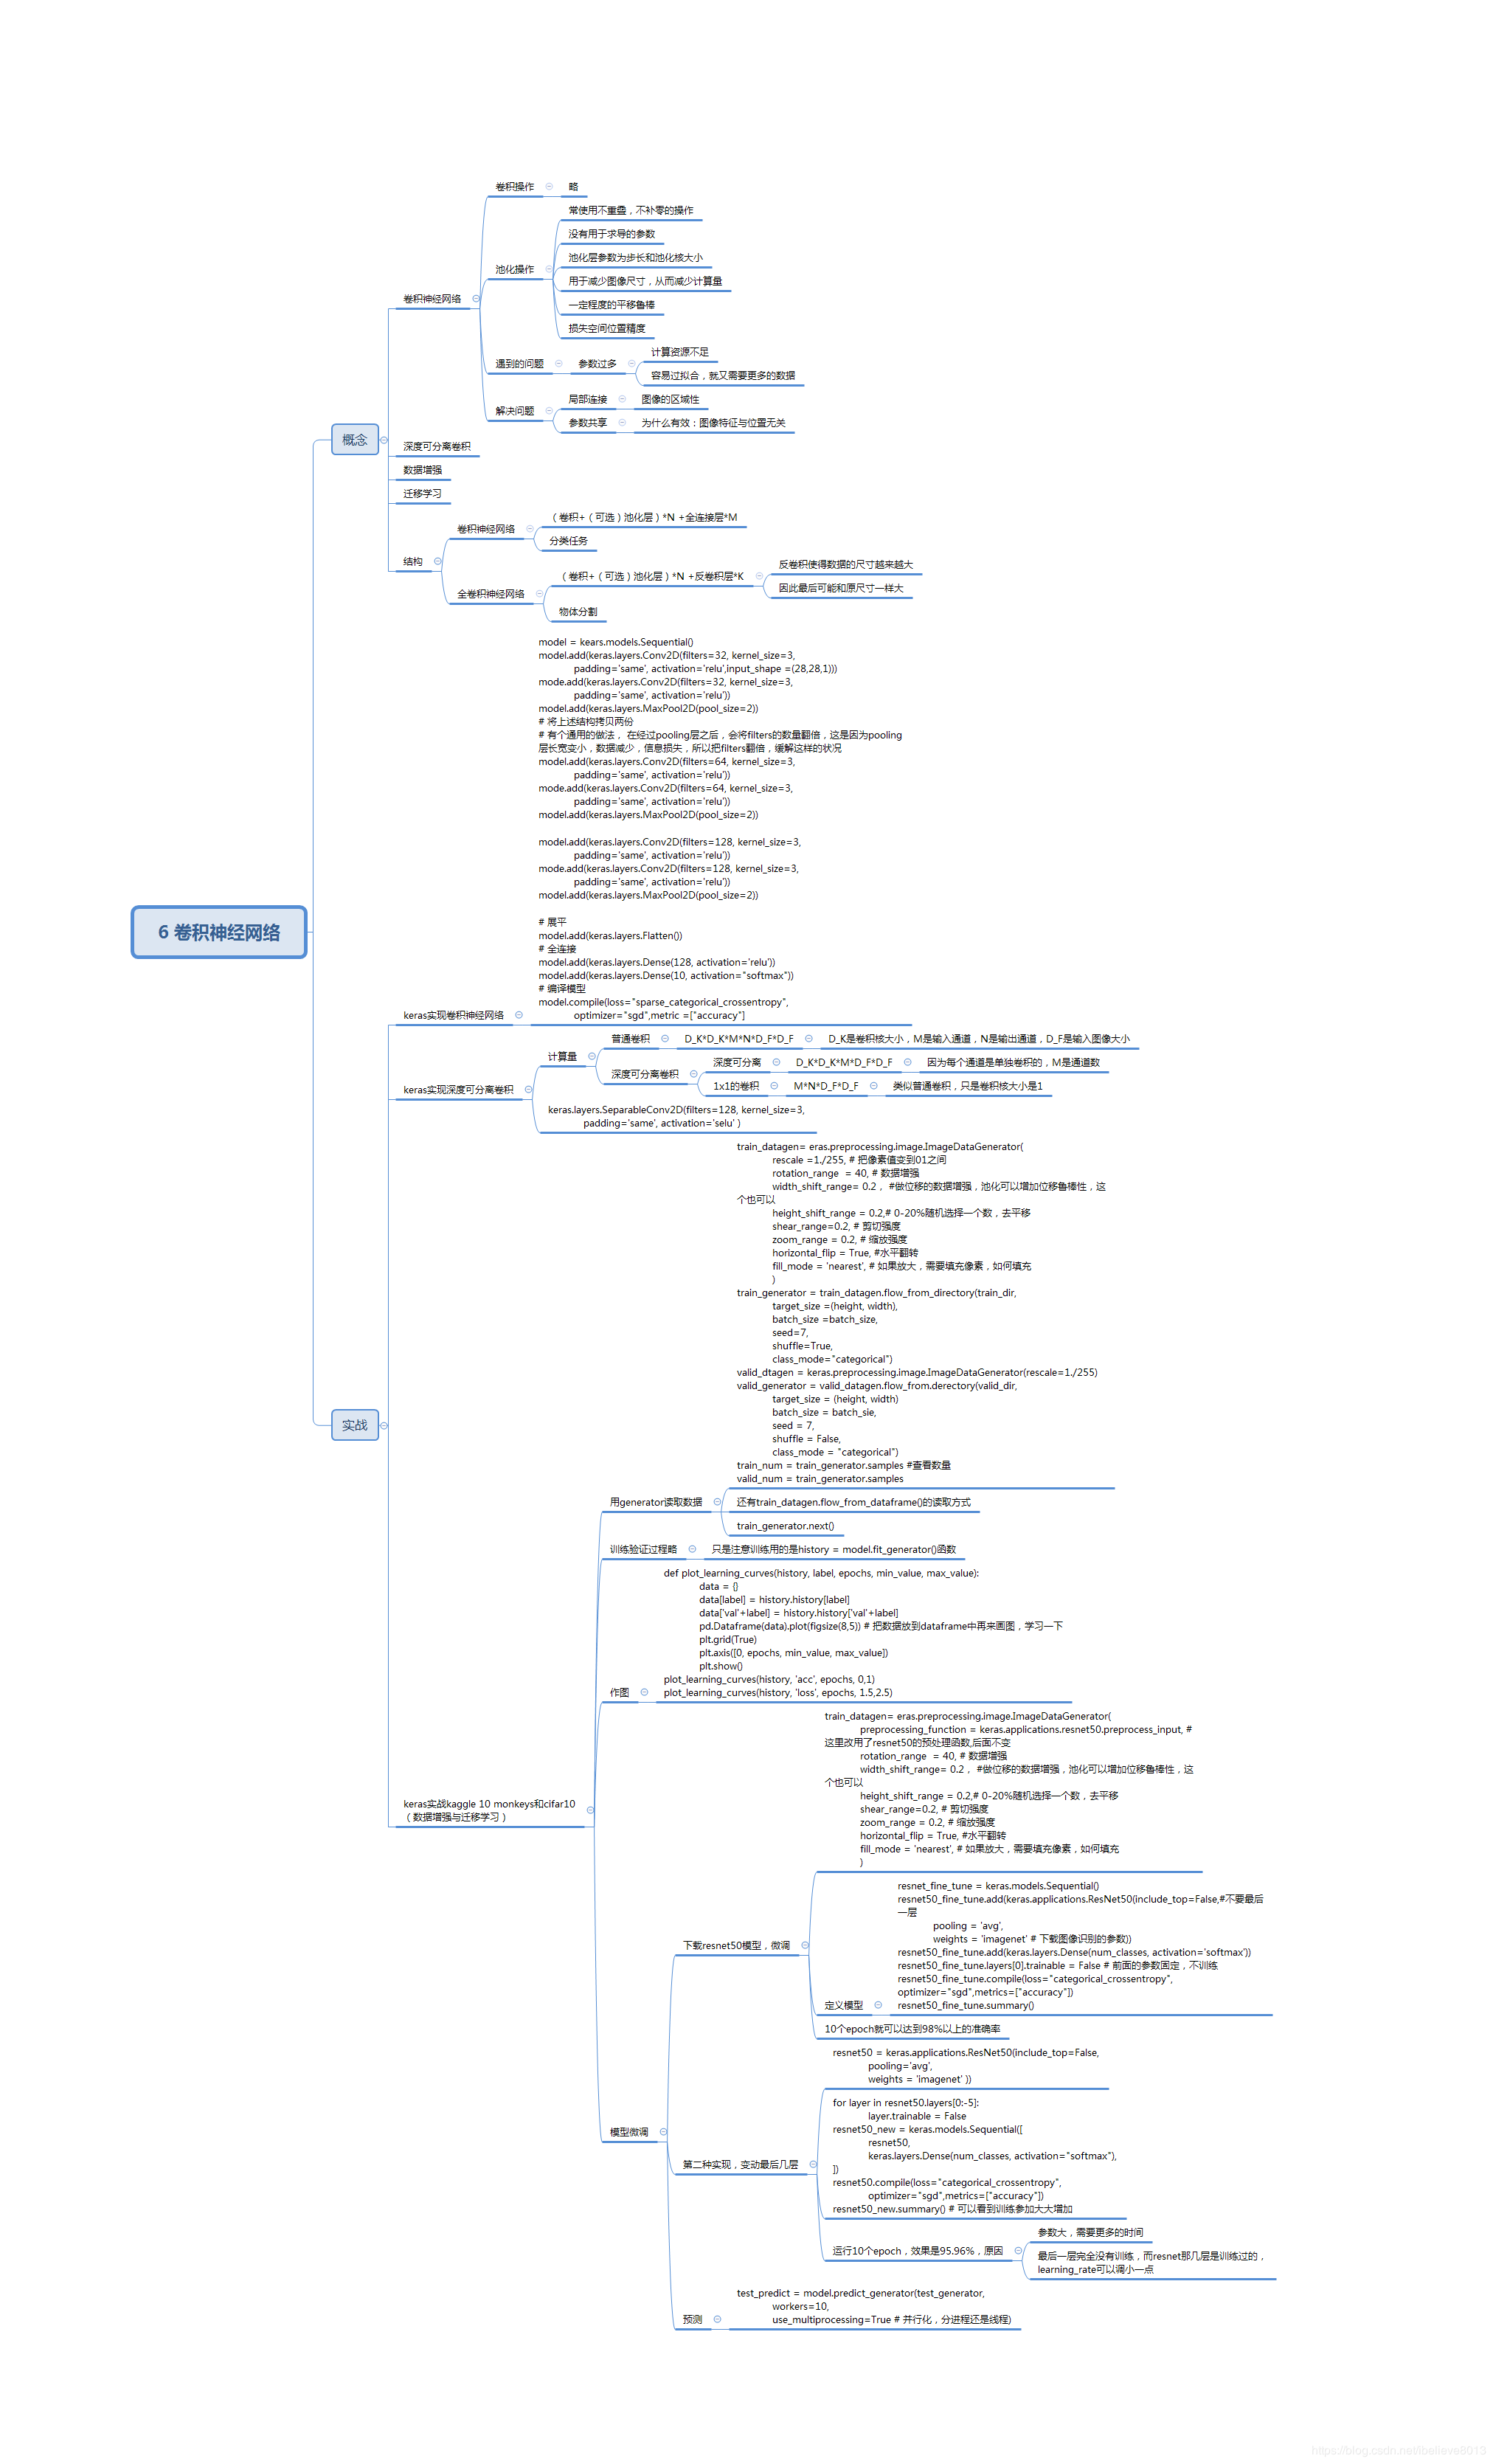 6 卷积神经网络
概念
卷积神经网络
卷积操作
略
池化操作
常使用不重叠，不补零的操作
没有用于求导的参数
池化层参数为步长和池化核大小
用于减少图像尺寸，从而减少计算量
一定程度的平移鲁棒
损失空间位置精度
遇到的问题
参数过多
计算资源不足
容易过拟合，就又需要更多的数据
解决问题
局部连接
图像的区域性
参数共享
为什么有效：图像特征与位置无关
深度可分离卷积
数据增强
迁移学习
结构
卷积神经网络
（卷积+（可选）池化层）*N +全连接层*M
分类任务
全卷积神经网络
（卷积+（可选）池化层）*N +反卷积层*K
反卷积使得数据的尺寸越来越大
因此最后可能和原尺寸一样大
物体分割
实战
keras实现卷积神经网络
model = kears.models.Sequential()
model.add(keras.layers.Conv2D(filters=32, kernel_size=3,
padding='same', activation='relu',input_shape =(28,28,1)))
mode.add(keras.layers.Conv2D(filters=32, kernel_size=3,
padding='same', activation='relu'))
model.add(keras.layers.MaxPool2D(pool_size=2))
# 将上述结构拷贝两份
# 有个通用的做法， 在经过pooling层之后，会将filters的数量翻倍，这是因为pooling
层长宽变小，数据减少，信息损失，所以把filters翻倍，缓解这样的状况
model.add(keras.layers.Conv2D(filters=64, kernel_size=3,
padding='same', activation='relu'))
mode.add(keras.layers.Conv2D(filters=64, kernel_size=3,
padding='same', activation='relu'))
model.add(keras.layers.MaxPool2D(pool_size=2))
model.add(keras.layers.Conv2D(filters=128, kernel_size=3,
padding='same', activation='relu'))
mode.add(keras.layers.Conv2D(filters=128, kernel_size=3,
padding='same', activation='relu'))
model.add(keras.layers.MaxPool2D(pool_size=2))
# 展平
model.add(keras.layers.Flatten())
# 全连接
model.add(keras.layers.Dense(128, activation='relu'))
model.add(keras.layers.Dense(10, activation="softmax"))
# 编译模型
model.compile(loss="sparse_categorical_crossentropy",
optimizer="sgd",metric =["accuracy"]
keras实现深度可分离卷积
计算量
普通卷积
D_K*D_K*M*N*D_F*D_F
D_K是卷积核大小，M是输入通道，N是输出通道，D_F是输入图像大小
深度可分离卷积
深度可分离
D_K*D_K*M*D_F*D_F
因为每个通道是单独卷积的，M是通道数
1x1的卷积
M*N*D_F*D_F
类似普通卷积，只是卷积核大小是1
keras.layers.SeparableConv2D(filters=128, kernel_size=3,
padding='same', activation='selu' )
keras实战kaggle 10 monkeys和cifar10
（数据增强与迁移学习）
用generator读取数据
train_datagen= eras.preprocessing.image.ImageDataGenerator(
rescale =1./255, # 把像素值变到01之间
rotation_range  = 40, # 数据增强
width_shift_range= 0.2， #做位移的数据增强，池化可以增加位移鲁棒性，这
个也可以
height_shift_range = 0.2,# 0-20%随机选择一个数，去平移
shear_range=0.2, # 剪切强度
zoom_range = 0.2, # 缩放强度
horizontal_flip = True, #水平翻转
fill_mode = 'nearest', # 如果放大，需要填充像素，如何填充
)
train_generator = train_datagen.flow_from_directory(train_dir,
target_size =(height, width),
batch_size =batch_size,
seed=7,
shuffle=True,
class_mode="categorical")
valid_dtagen = keras.preprocessing.image.ImageDataGenerator(rescale=1./255)
valid_generator = valid_datagen.flow_from.derectory(valid_dir,
target_size = (height, width)
batch_size = batch_sie,
seed = 7,
shuffle = False,
class_mode = "categorical")
train_num = train_generator.samples #查看数量
valid_num = train_generator.samples
还有train_datagen.flow_from_dataframe()的读取方式
train_generator.next()
训练验证过程略
只是注意训练用的是history = model.fit_generator()函数
作图
def plot_learning_curves(history, label, epochs, min_value, max_value):
data = {}
data[label] = history.history[label]
data['val'+label] = history.history['val'+label]
pd.Dataframe(data).plot(figsize(8,5)) # 把数据放到dataframe中再来画图，学习一下
plt.grid(True)
plt.axis([0, epochs, min_value, max_value])
plt.show()
plot_learning_curves(history, 'acc', epochs, 0,1)
plot_learning_curves(history, 'loss', epochs, 1.5,2.5)
模型微调
下载resnet50模型，微调
train_datagen= eras.preprocessing.image.ImageDataGenerator(
preprocessing_function = keras.applications.resnet50.preprocess_input, #
这里改用了resnet50的预处理函数,后面不变
rotation_range  = 40, # 数据增强
width_shift_range= 0.2， #做位移的数据增强，池化可以增加位移鲁棒性，这
个也可以
height_shift_range = 0.2,# 0-20%随机选择一个数，去平移
shear_range=0.2, # 剪切强度
zoom_range = 0.2, # 缩放强度
horizontal_flip = True, #水平翻转
fill_mode = 'nearest', # 如果放大，需要填充像素，如何填充
)
定义模型
resnet_fine_tune = keras.models.Sequential()
resnet50_fine_tune.add(keras.applications.ResNet50(include_top=False,#不要最后
一层
pooling = 'avg',
weights = 'imagenet' # 下载图像识别的参数))
resnet50_fine_tune.add(keras.layers.Dense(num_classes, activation='softmax'))
resnet50_fine_tune.layers[0].trainable = False # 前面的参数固定，不训练
resnet50_fine_tune.compile(loss="categorical_crossentropy",
optimizer="sgd",metrics=["accuracy"])
resnet50_fine_tune.summary()
10个epoch就可以达到98%以上的准确率
第二种实现，变动最后几层
resnet50 = keras.applications.ResNet50(include_top=False,
pooling='avg',
weights = 'imagenet' ))
for layer in resnet50.layers[0:-5]:
layer.trainable = False
resnet50_new = keras.models.Sequential([
resnet50,
keras.layers.Dense(num_classes, activation="softmax"),
])
resnet50.compile(loss="categorical_crossentropy",
optimizer="sgd",metrics=["accuracy"])
resnet50_new.summary() # 可以看到训练参加大大增加
运行10个epoch，效果是95.96%，原因
参数大，需要更多的时间
最后一层完全没有训练，而resnet那几层是训练过的，
learning_rate可以调小一点
预测
test_predict = model.predict_generator(test_generator,
workers=10,
use_multiprocessing=True # 并行化，分进程还是线程)
https://blog.csdn.net/ibelieve8013